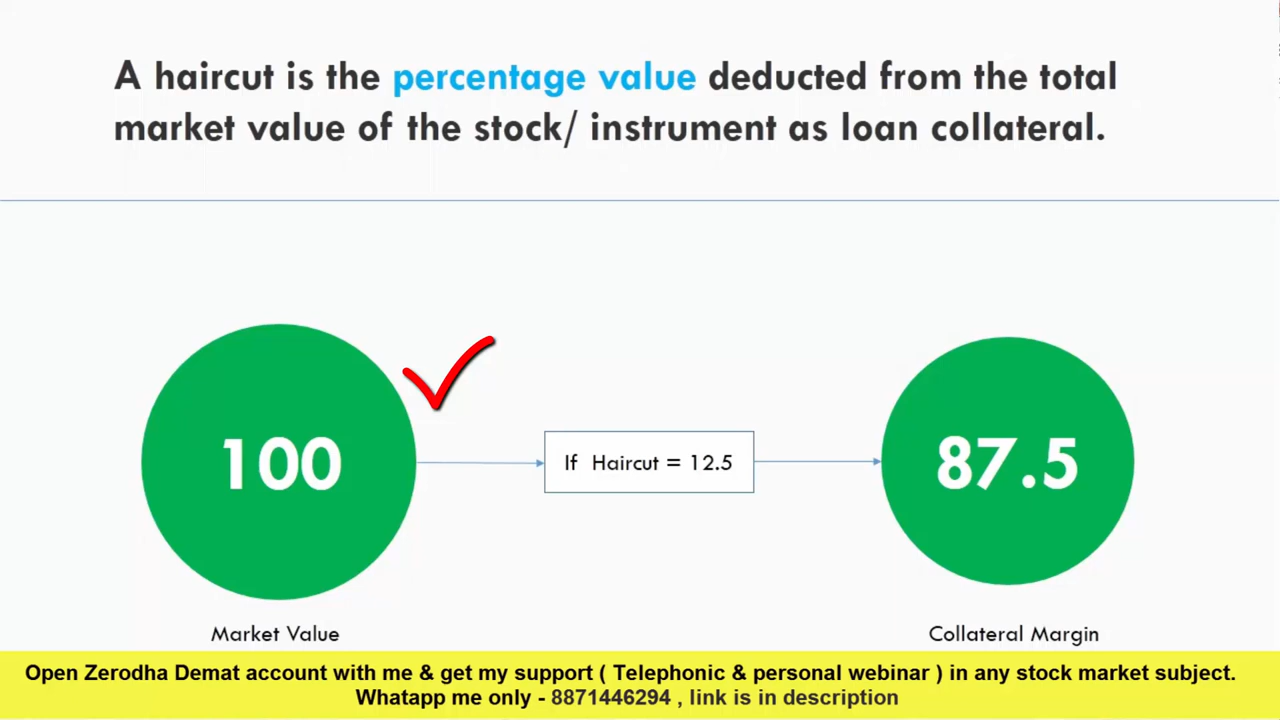 A haircut is the percentage value deducted from the total
market value of the stock/ instrument as loan collateral.
100
If Haircut = 12.5
87.5
Market Value
Collateral Margin
Open Zerodha Demat account with me & get my support ( Telephonic & personal webinar ) in any stock market subject.
Whatapp me only - 8871446294 , link is in description